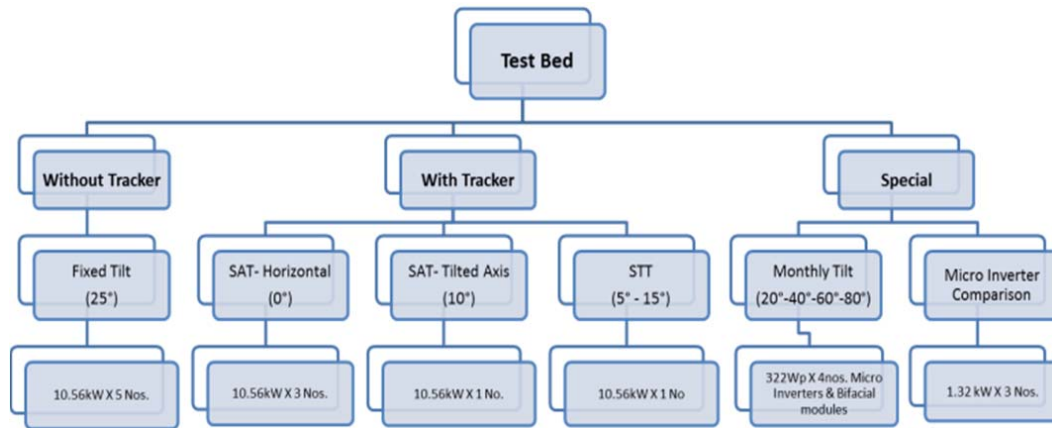 Test Bed
Without Tracker
With Tracker
Special
Fixed Tilt
(25°)
SAT- Horizontal
(0°)
SAT- Tilted Axis
(10°)
STT
(5° - 15°)
Monthly Tilt
(20°-40°-60°-80°)
Micro Inverter
Comparison
10.56kW X 5 Nos.
10.56kW X 3 Nos.
10.56kW X 1 No.
10.56kW X 1 No
322Wp X 4nos. Micro
Inverters & Bifacial
modules
1.32 kW X 3 Nos.